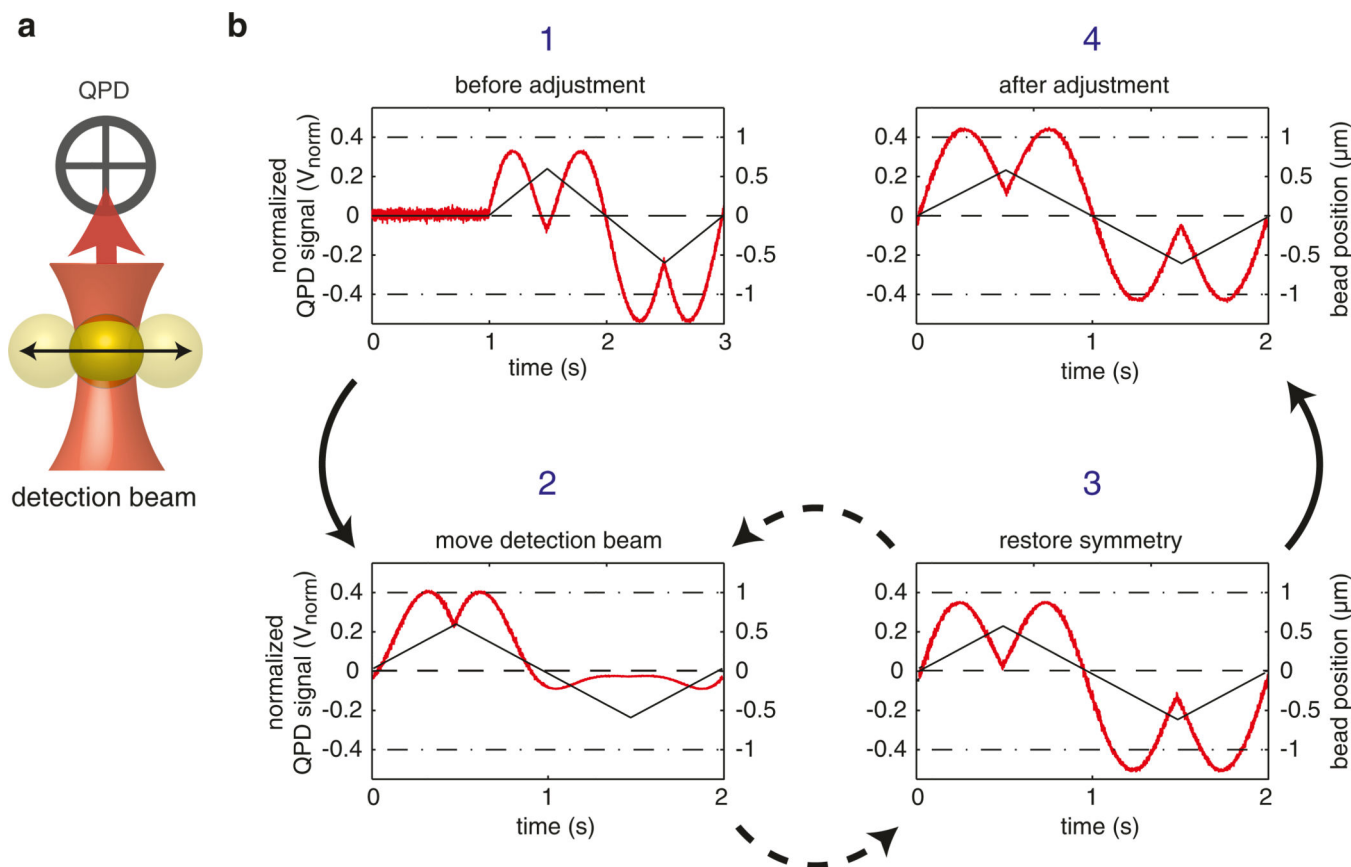 a
QPD
detection beam
b
1
before adjustment
normalized
QPD signal (V_norm)
0.4
0.2
0
-0.2
-0.4
1
0.5
0
-0.5
-1
0 1 2 3
time (s)
4
after adjustment
0.4
0.2
0
-0.2
-0.4
1
0.5
0
-0.5
-1
bead position (μm)
0 1 2
time (s)
2
move detection beam
normalized
QPD signal (V_norm)
0.4
0.2
0
-0.2
-0.4
1
0.5
0
-0.5
-1
0 1 2
time (s)
3
restore symmetry
0.4
0.2
0
-0.2
-0.4
1
0.5
0
-0.5
-1
bead position (μm)
0 1 2
time (s)